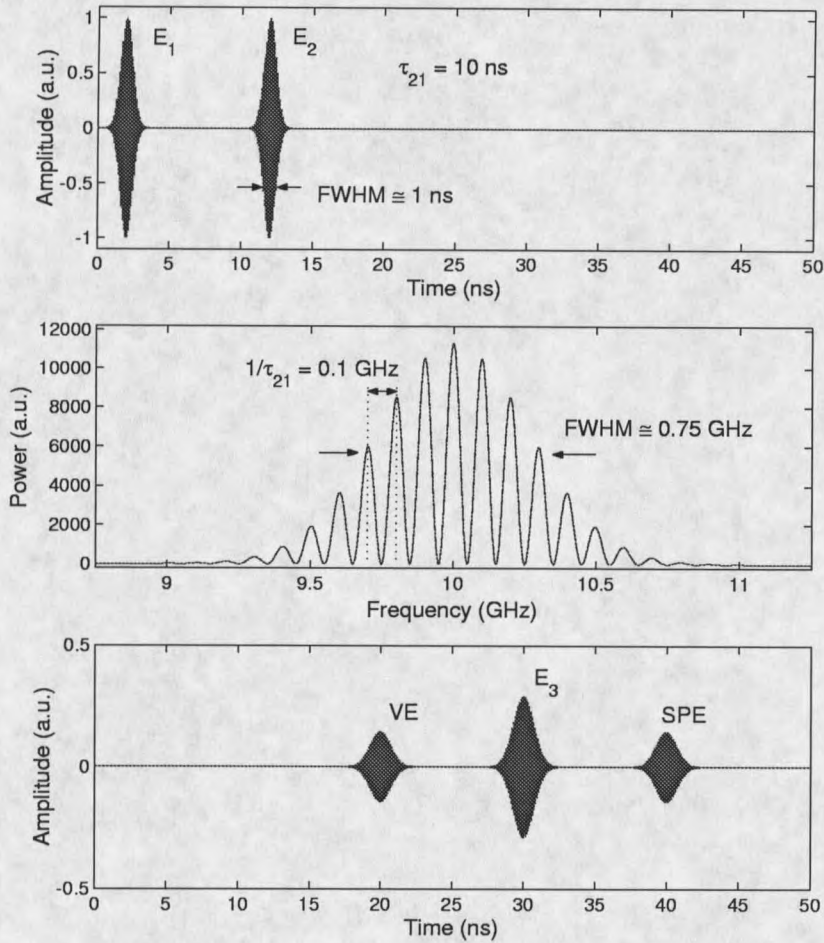 E1 E2
τ21 = 10 ns
FWHM ≅ 1 ns
Amplitude (a.u.)
1
0.5
0
-0.5
-1
0 5 10 15 20 25 30 35 40 45 50
Time (ns)
12000
10000
8000
6000
4000
2000
0
Power (a.u.)
1/τ21 = 0.1 GHz
FWHM ≅ 0.75 GHz
9 9.5 10 10.5 11
Frequency (GHz)
0.5
0
-0.5
Amplitude (a.u.)
VE E3 SPE
0 5 10 15 20 25 30 35 40 45 50
Time (ns)